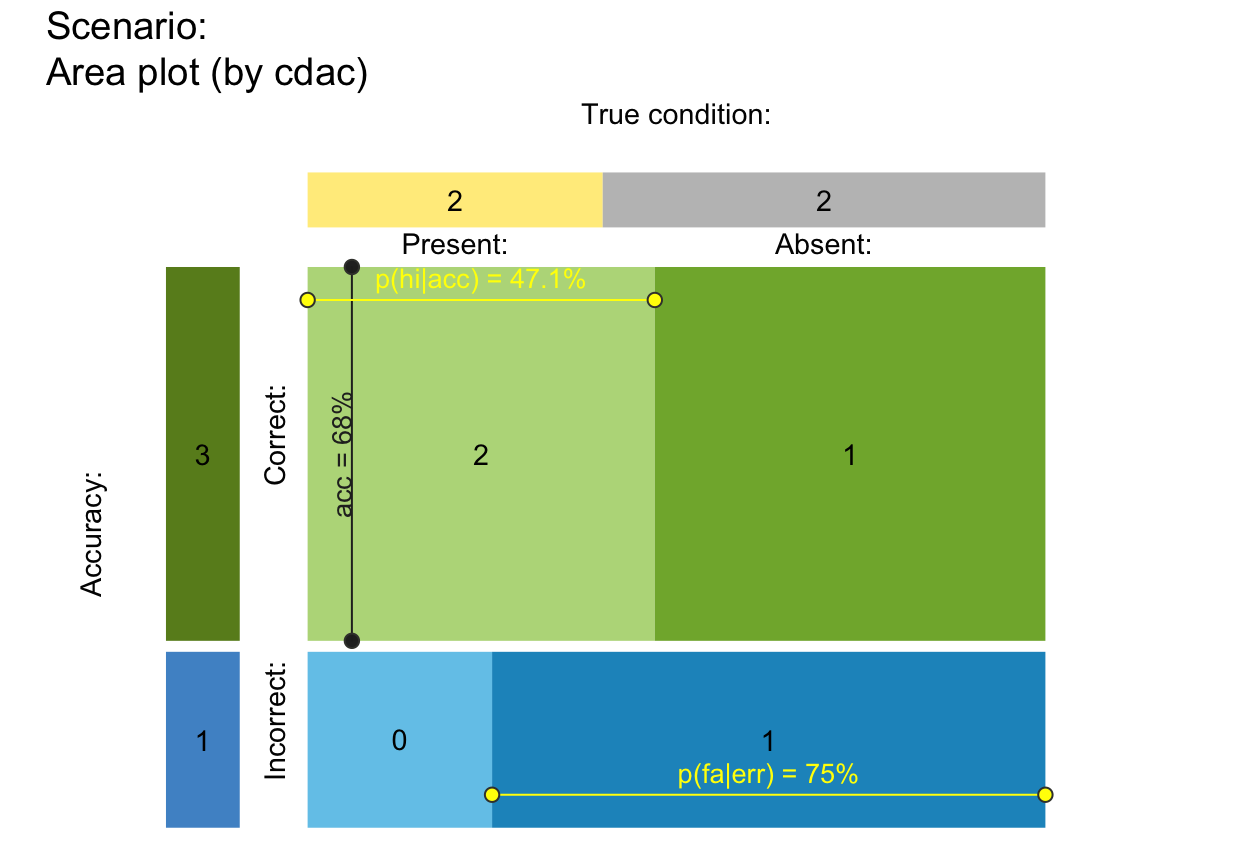 Scenario:
Area plot (by cdac)
True condition:
2 2
Present: Absent:
p(hi|acc) = 47.1%
Accuracy:
3
Correct:
acc = 68%
2 1
1
Incorrect:
0 1
p(fa|err) = 75%